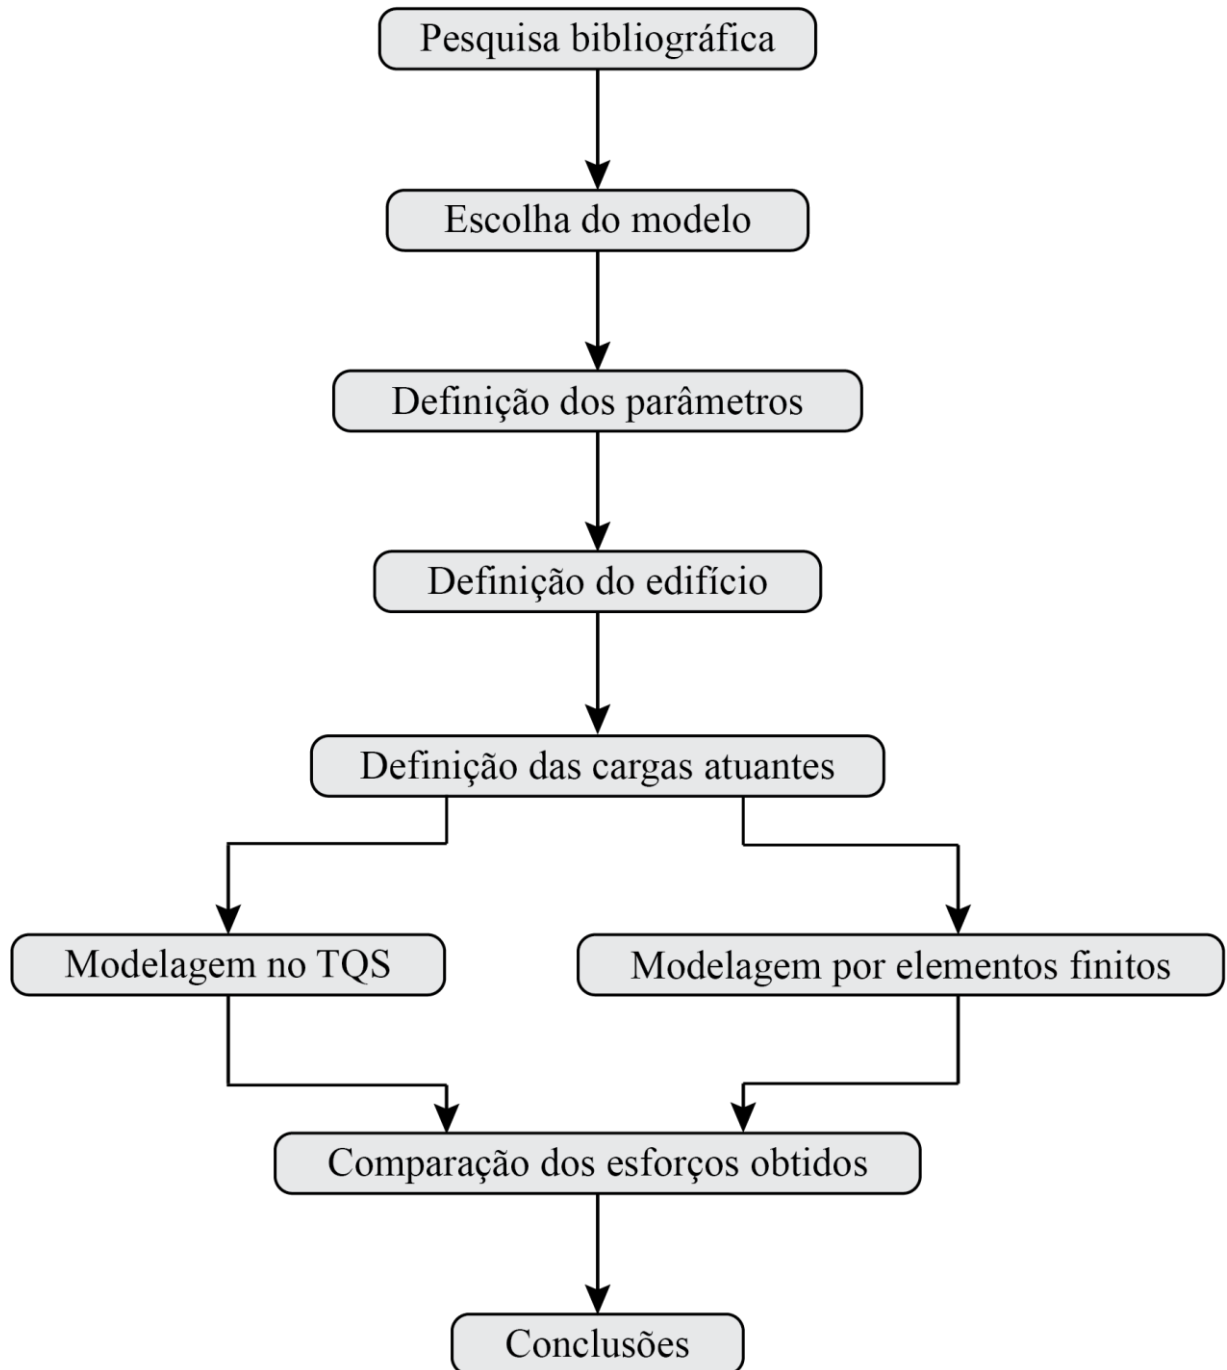 Pesquisa bibliográfica
Escolha do modelo
Definição dos parâmetros
Definição do edifício
Definição das cargas atuantes
Modelagem no TQS
Modelagem por elementos finitos
Comparação dos esforços obtidos
Conclusões